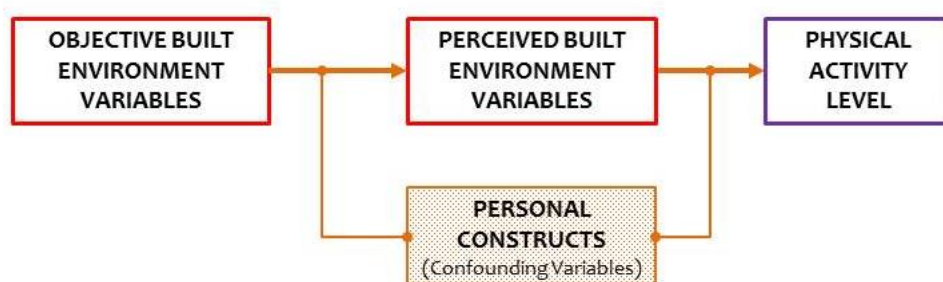 OBJECTIVE BUILT
ENVIRONMENT
VARIABLES
PERCEIVED BUILT
ENVIRONMENT
VARIABLES
PHYSICAL
ACTIVITY
LEVEL
PERSONAL
CONSTRUCTS
(Confounding Variables)